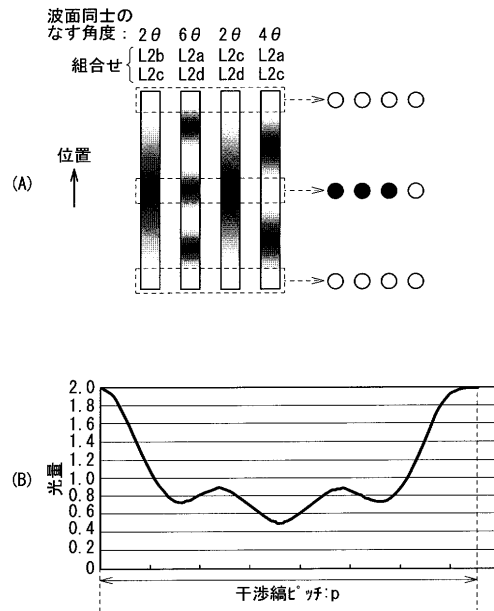 波面同士の
なす角度： 2θ 6θ 2θ 4θ
組合せ L2b L2a L2c L2a
L2c L2d L2d L2c
位置
(A)
(B)
光量
2.0
1.8
1.6
1.4
1.2
1.0
0.8
0.6
0.4
0.2
0
干渉縞ピッチ:p